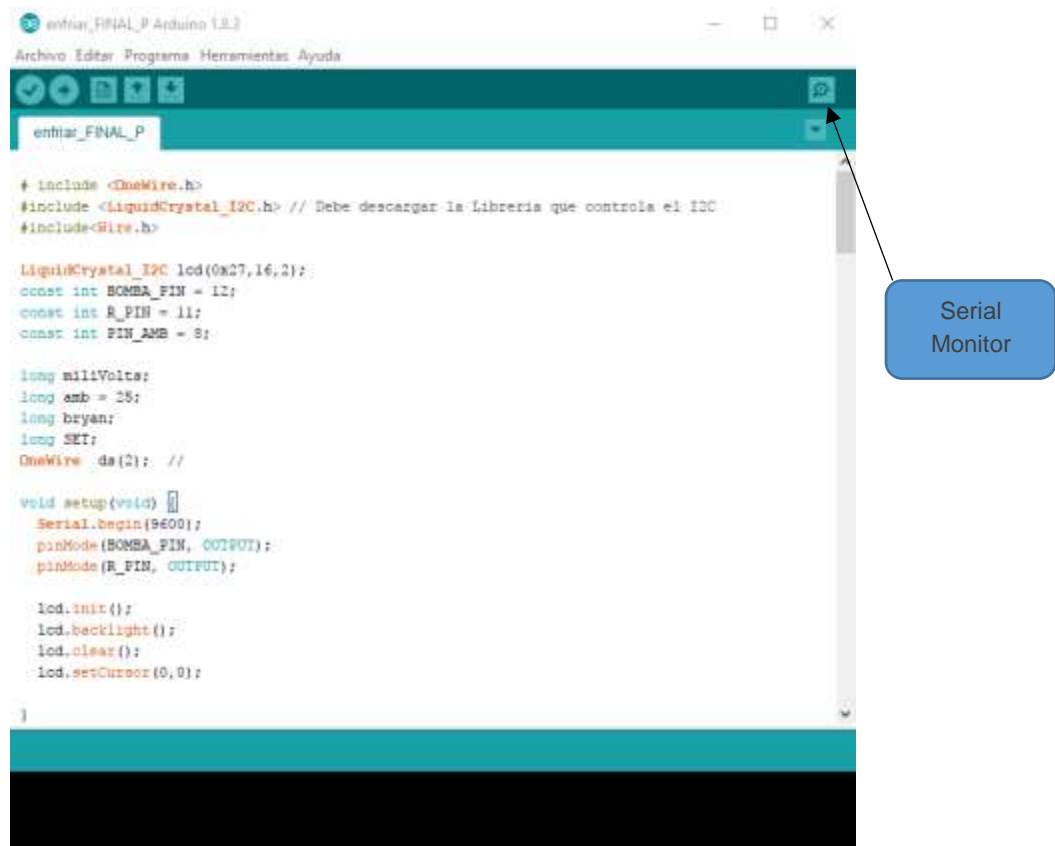 enfriar_FINAL_P Arduino 1.8.2
Archivo Editar Programa Herramientas Ayuda
enfriar_FINAL_P
# include <OneWire.h>
#include <LiquidCrystal_I2C.h> // Debe descargar la Libreria que controla el I2C
#include<Wire.h>
LiquidCrystal_I2C lcd(0x27,16,2);
const int BOMBA_PIN = 12;
const int R_PIN = 11;
const int PIN_AMB = 8;
long miliVolts;
long amb = 25;
long bryan;
long SET;
OneWire ds(2); //
void setup(void) {
Serial.begin(9600);
pinMode(BOMBA_PIN, OUTPUT);
pinMode(R_PIN, OUTPUT);
lcd.init();
lcd.backlight();
lcd.clear();
lcd.setCursor(0,0);
}
Serial
Monitor